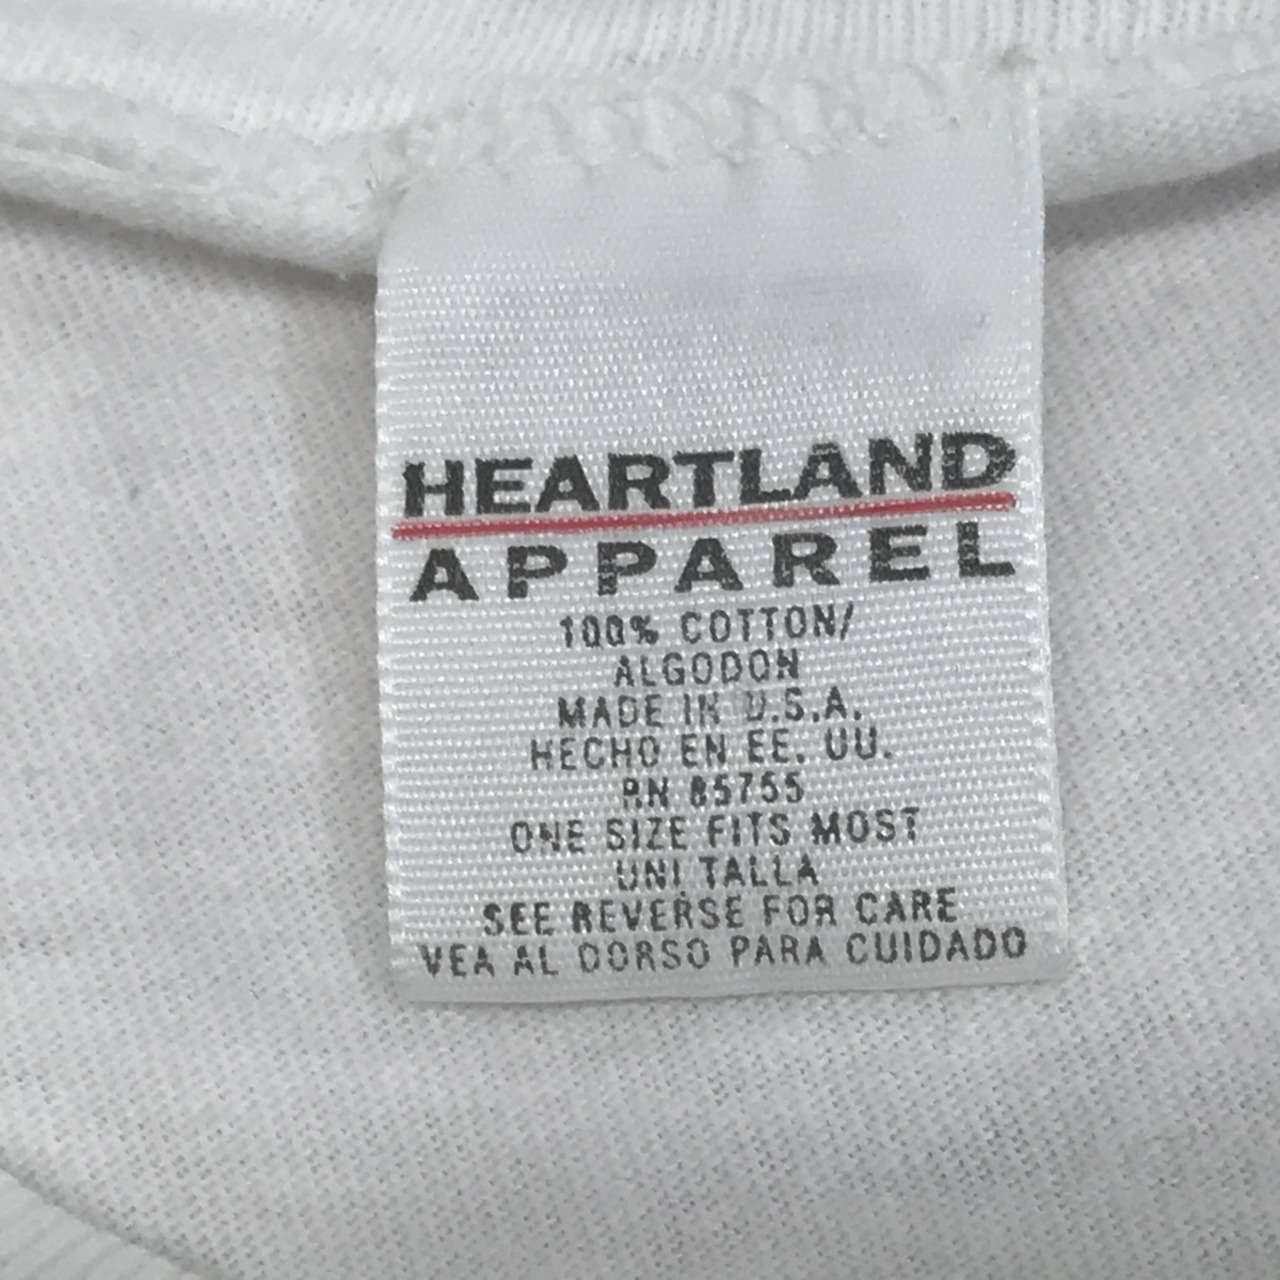 HEARTLAND
APPAREL
100% COTTON/
ALGODON
MADE IN U.S.A.
HECHO EN EE. UU.
RN 85755
ONE SIZE FITS MOST
UNI TALLA
SEE REVERSE FOR CARE
VEA AL DORSO PARA CUIDADO